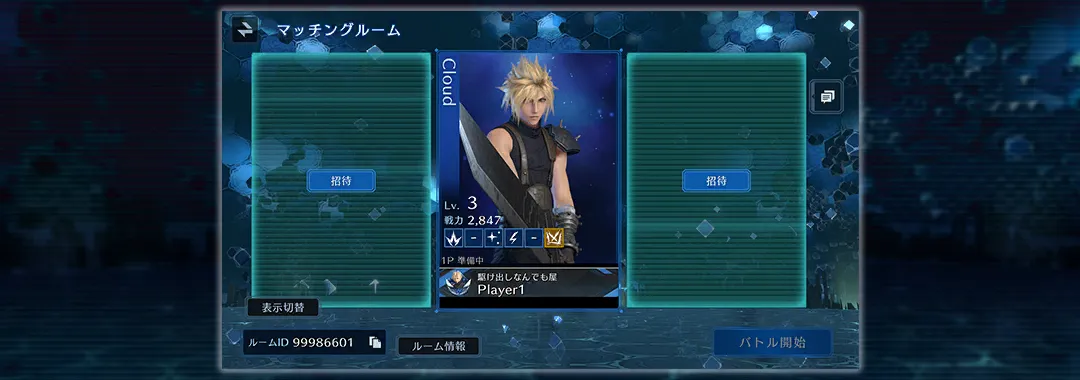 マッチングルーム
招待
Cloud
Lv. 3
戦力 2,847
1P 準備中
駆け出しなんでも屋
Player1
招待
表示切替
ルームID 99986601
ルーム情報
バトル開始